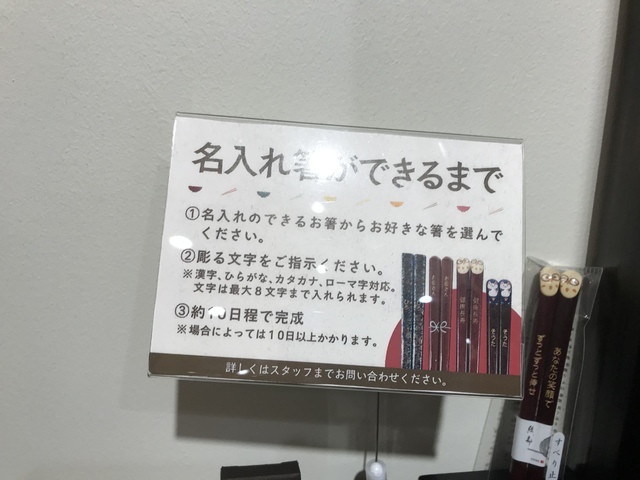 名入れ箸ができるまで
①名入れのできるお箸からお好きな箸を選んで
ください。
②彫る文字をご指示ください。
※漢字、ひらがな、カタカナ、ローマ字対応。
文字は最大8文字まで入れられます。
③約10日程で完成
※場合によっては10日以上かかります。
詳しくはスタッフまでお問い合わせください。
あなたの笑顔で
ずっとずっと幸せ
すべり止